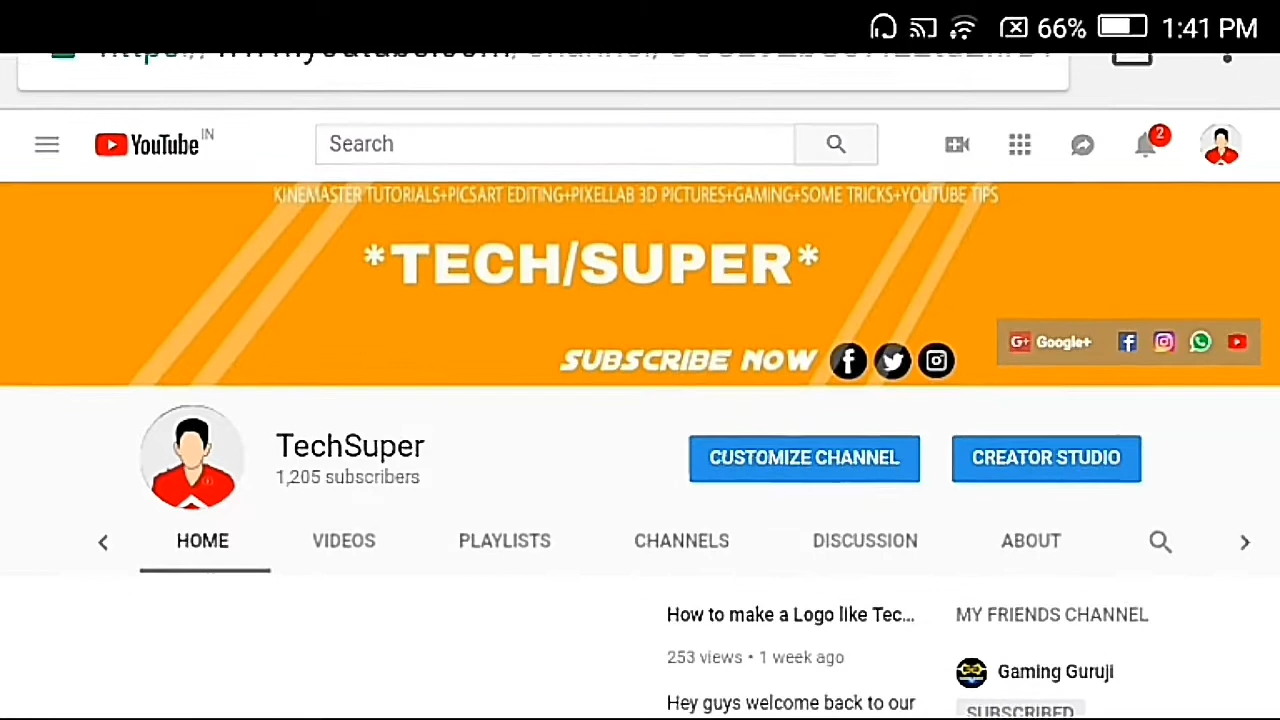 66% 1:41 PM
YouTube IN
Search
2
KINEMASTER TUTORIALS+PICSART EDITING+PIXELLAB 3D PICTURES+GAMING+SOME TRICKS+YOUTUBE TIPS
*TECH/SUPER*
SUBSCRIBE NOW
G+ Google+
TechSuper
1,205 subscribers
CUSTOMIZE CHANNEL
CREATOR STUDIO
HOME VIDEOS PLAYLISTS CHANNELS DISCUSSION ABOUT
How to make a Logo like Tec...
253 views • 1 week ago
Hey guys welcome back to our
MY FRIENDS CHANNEL
Gaming Guruji
SUBSCRIBED